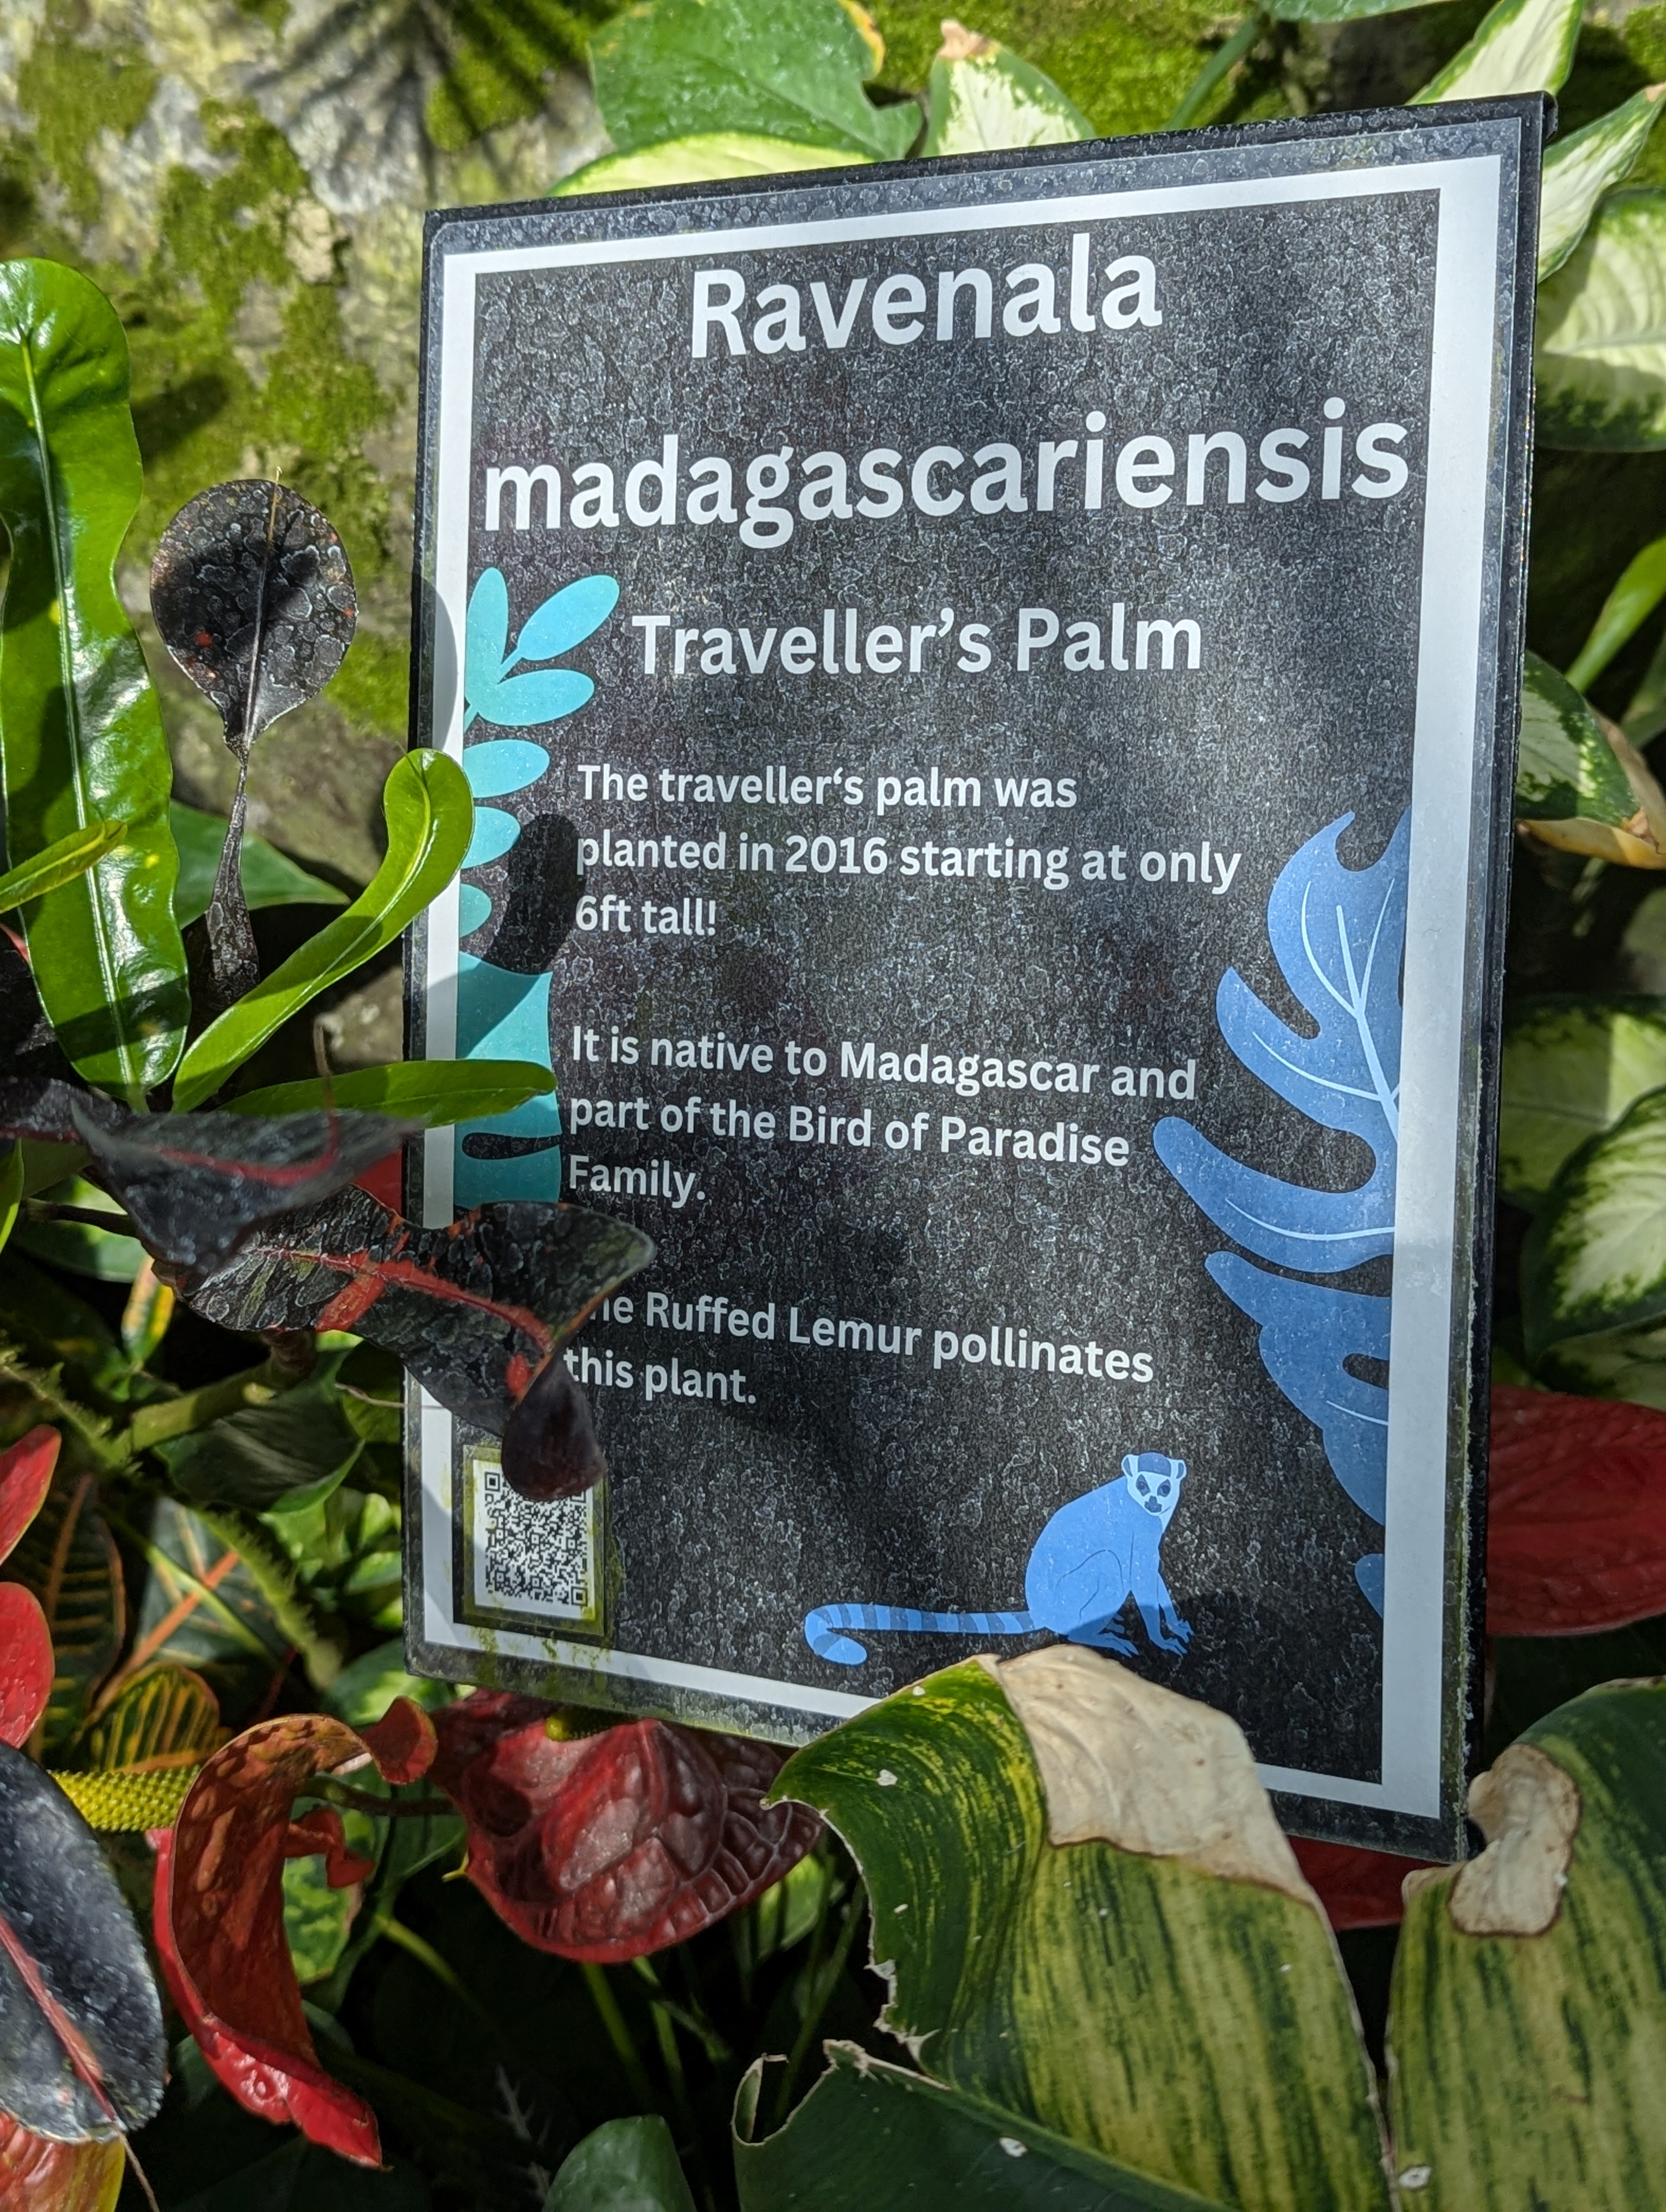 Ravenala
madagascariensis
Traveller’s Palm
The traveller‘s palm was
planted in 2016 starting at only
6ft tall!
It is native to Madagascar and
part of the Bird of Paradise
Family.
he Ruffed Lemur pollinates
this plant.